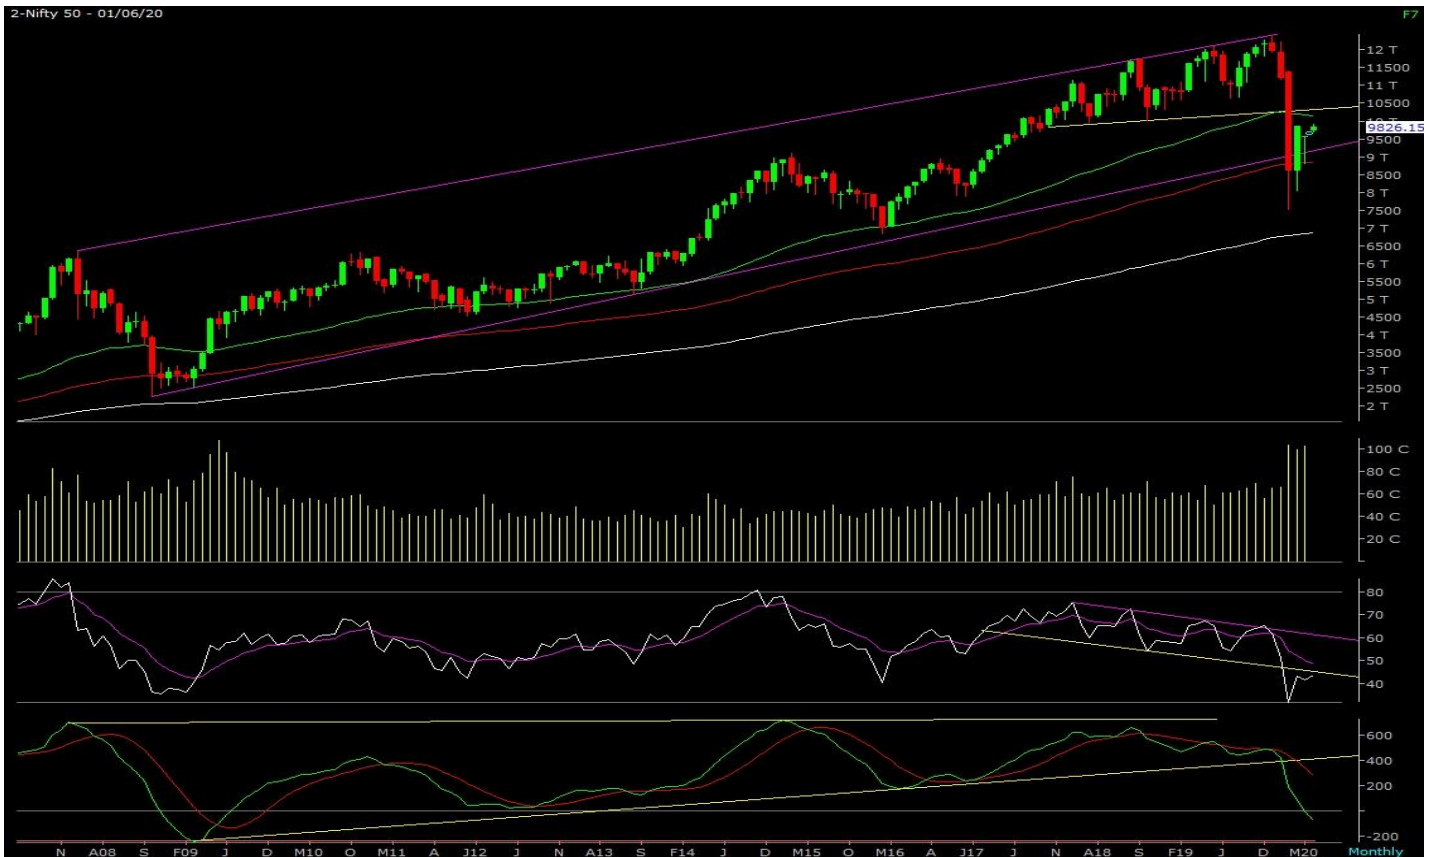 2-Nifty 50 - 01/06/20
F7
12 T
11500
11 T
10500
10 T
9826.15
9500
9 T
8500
8 T
7500
7 T
6500
6 T
5500
5 T
4500
4 T
3500
3 T
2500
2 T
100 C
80 C
60 C
40 C
20 C
80
70
60
50
40
600
400
200
-200
N A08 S F09 J D M10 O M11 A J12 J N A13 S F14 J D M15 O M16 A J17 J N A18 S F19 J D M20 Monthly